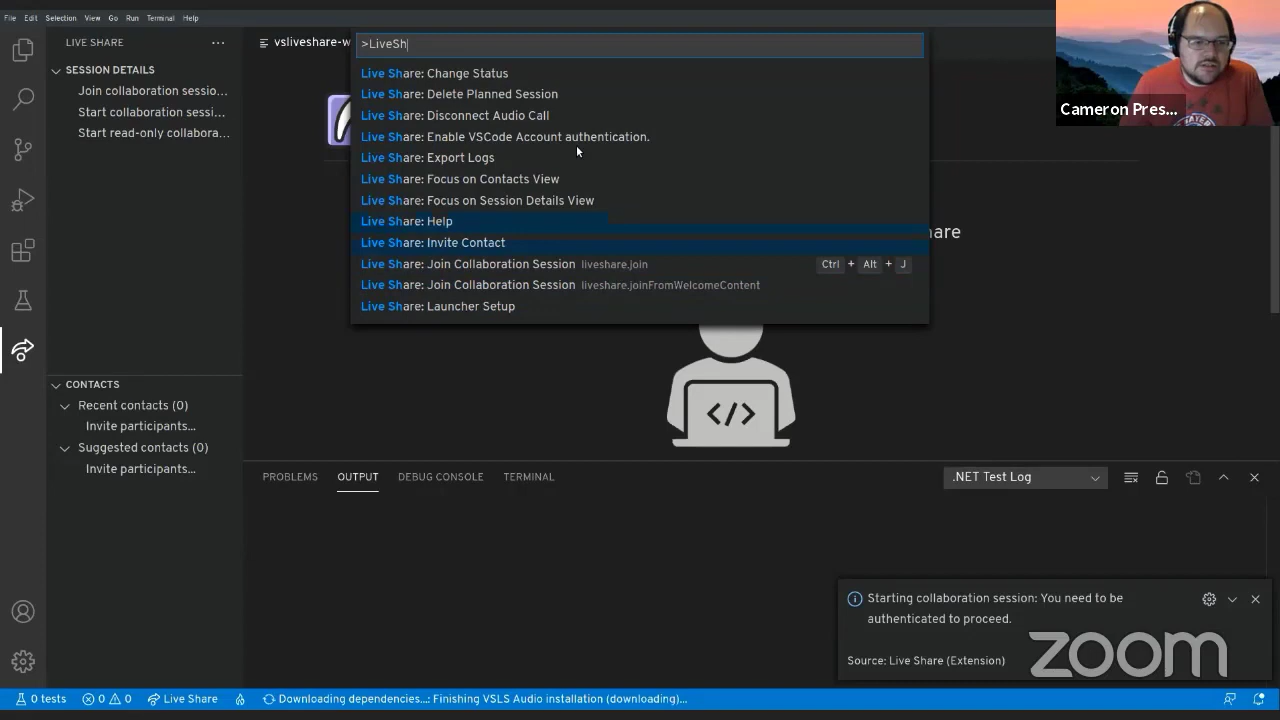 File Edit Selection View Go Run Terminal Help
LIVE SHARE ···
SESSION DETAILS
Join collaboration sessio...
Start collaboration sessi...
Start read-only collabora...
vsliveshare-w
>LiveSh
Live Share: Change Status
Live Share: Delete Planned Session
Live Share: Disconnect Audio Call
Live Share: Enable VSCode Account authentication.
Live Share: Export Logs
Live Share: Focus on Contacts View
Live Share: Focus on Session Details View
Live Share: Help
Live Share: Invite Contact
Live Share: Join Collaboration Session liveshare.join Ctrl + Alt + J
Live Share: Join Collaboration Session liveshare.joinFromWelcomeContent
Live Share: Launcher Setup
Cameron Pres...
CONTACTS
Recent contacts (0)
Invite participants...
Suggested contacts (0)
Invite participants...
</>
PROBLEMS OUTPUT DEBUG CONSOLE TERMINAL .NET Test Log
Starting collaboration session: You need to be
authenticated to proceed.
Source: Live Share (Extension)
zoom
0 tests 0 0 Live Share Downloading dependencies...: Finishing VSLS Audio installation (downloading)...